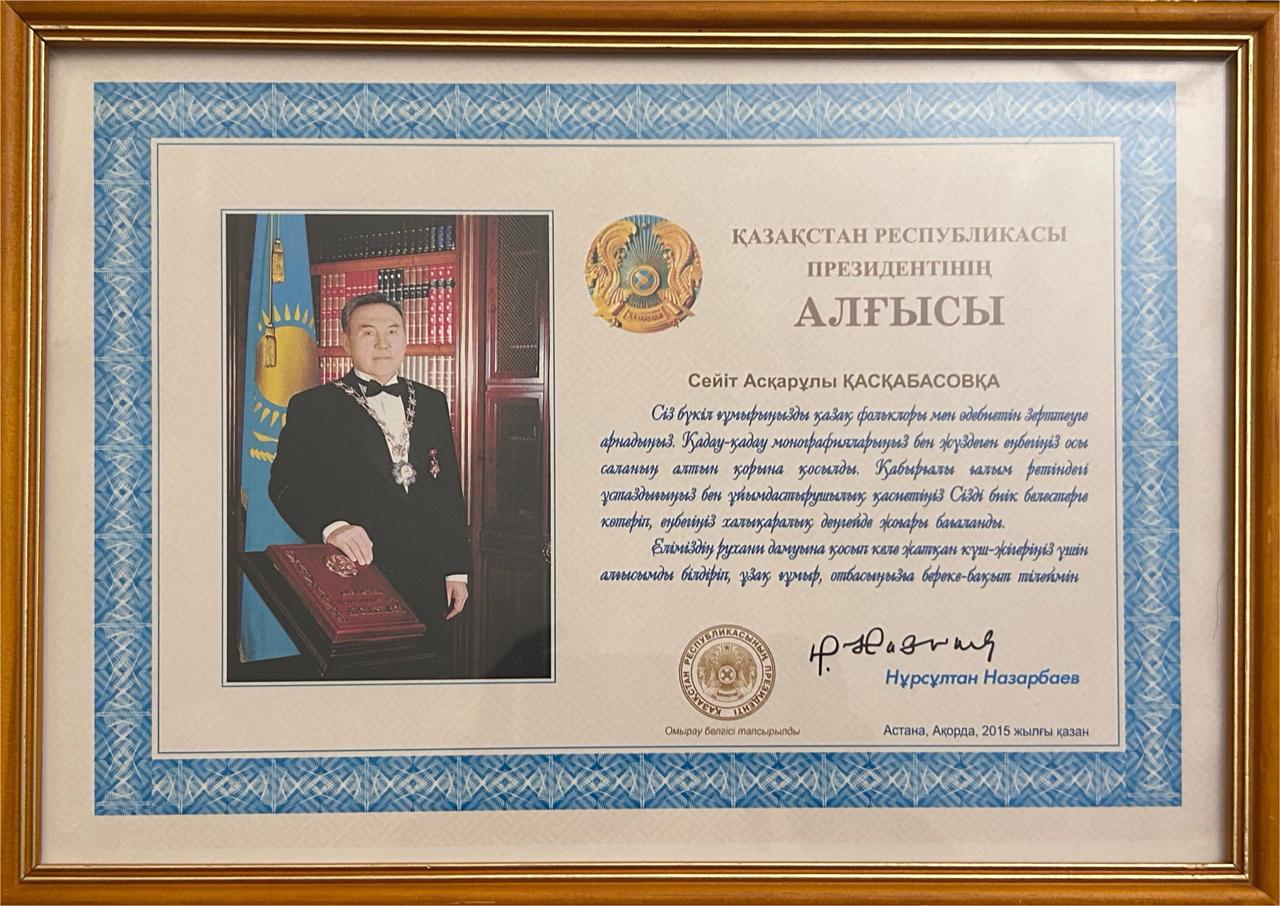 ҚАЗАҚСТАН РЕСПУБЛИКАСЫ
ПРЕЗИДЕНТІНІҢ
АЛҒЫСЫ
Сейіт Асқарұлы ҚАСҚАБАСОВҚА
Сіз бүкіл ғұмырыңызды қазақ фольклоры мен әдебиетін зерттеуге
арнадыңыз. Қадау-қадау монографияларыңыз бен жүздеген еңбегіңіз осы
саланың алтын қорына қосылды. Қабырғалы ғалым ретіндегі
ұстаздығыңыз бен ұйымдастырушылық қасиетіңіз Сізді биік белестерге
көтеріп, еңбегіңіз халықаралық деңгейде жоғары бағаланды.
Еліміздің рухани дамуына қосып келе жатқан күш-жігеріңіз үшін
алғысымды білдіріп, ұзақ ғұмыр, отбасыңызға береке-бақыт тілеймін
ҚАЗАҚСТАН РЕСПУБЛИКАСЫНЫҢ ПРЕЗИДЕНТІ
Нұрсұлтан Назарбаев
Омырау белгісі тапсырылды
Астана, Ақорда, 2015 жылғы қазан